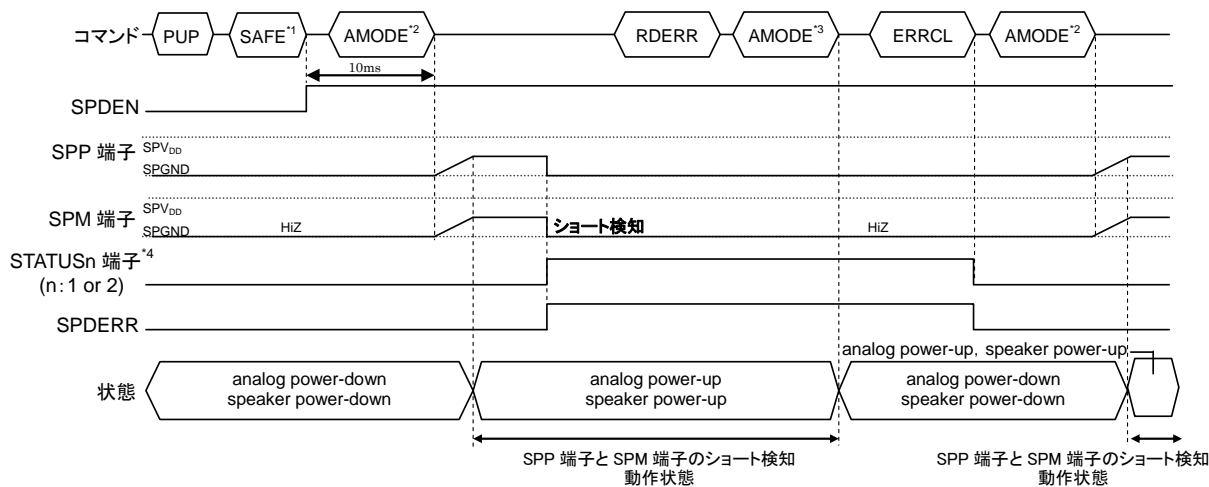 コマンド PUP SAFE*1 AMODE*2 RDERR AMODE*3 ERRCL AMODE*2
10ms
SPDEN
SPP 端子 SPVDD
SPGND
SPM 端子 SPVDD
SPGND HiZ ショート検知 HiZ
STATUSn 端子*4
(n:1 or 2)
SPDERR
analog power-up, speaker power-up
状態 analog power-down analog power-up analog power-down
speaker power-down speaker power-up speaker power-down
SPP 端子と SPM 端子のショート検知 SPP 端子と SPM 端子のショート検知
動作状態 動作状態